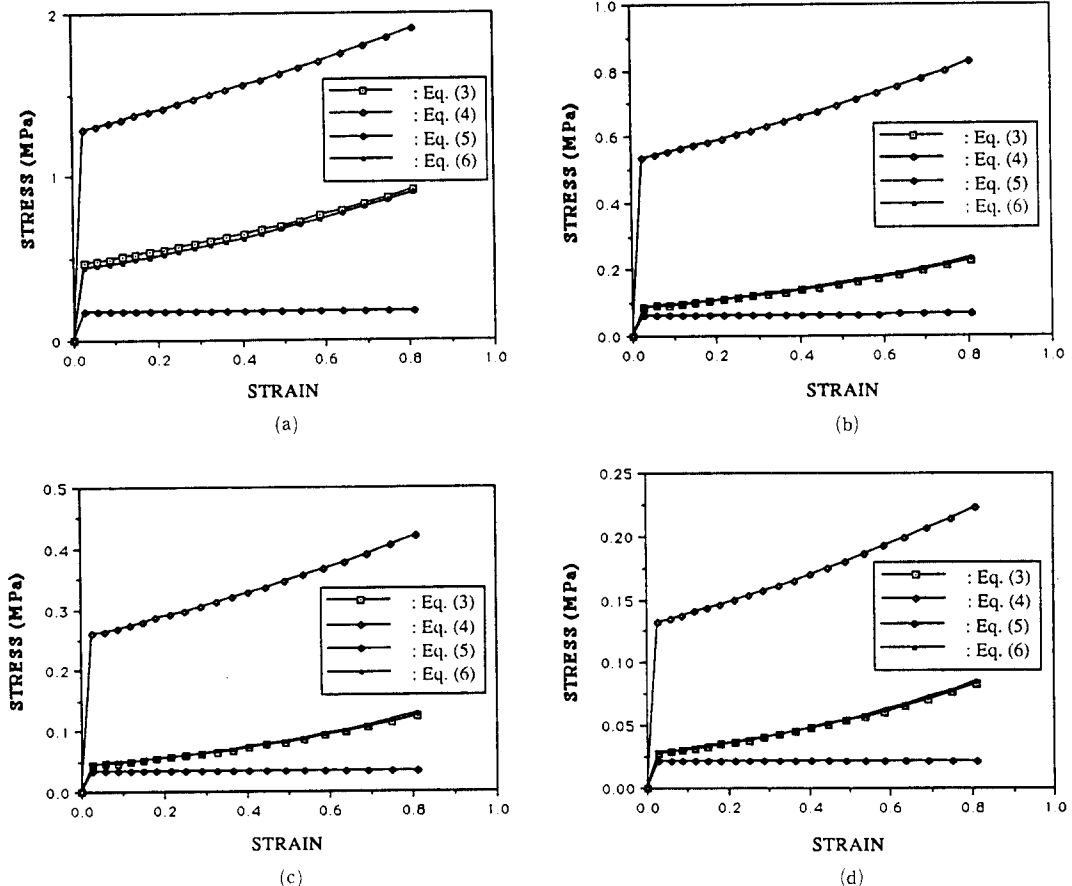 2
1
0
0.0
0.2
0.4
0.6
0.8
1.0
STRESS (MPa)
STRAIN
: Eq. (3)
: Eq. (4)
: Eq. (5)
: Eq. (6)
(a)
1.0
0.8
0.6
0.4
0.2
0.0
0.0
0.2
0.4
0.6
0.8
1.0
STRESS (MPa)
STRAIN
: Eq. (3)
: Eq. (4)
: Eq. (5)
: Eq. (6)
(b)
0.5
0.4
0.3
0.2
0.1
0.0
0.0
0.2
0.4
0.6
0.8
1.0
STRESS (MPa)
STRAIN
: Eq. (3)
: Eq. (4)
: Eq. (5)
: Eq. (6)
(c)
0.25
0.20
0.15
0.10
0.05
0.00
0.0
0.2
0.4
0.6
0.8
1.0
STRESS (MPa)
STRAIN
: Eq. (3)
: Eq. (4)
: Eq. (5)
: Eq. (6)
(d)